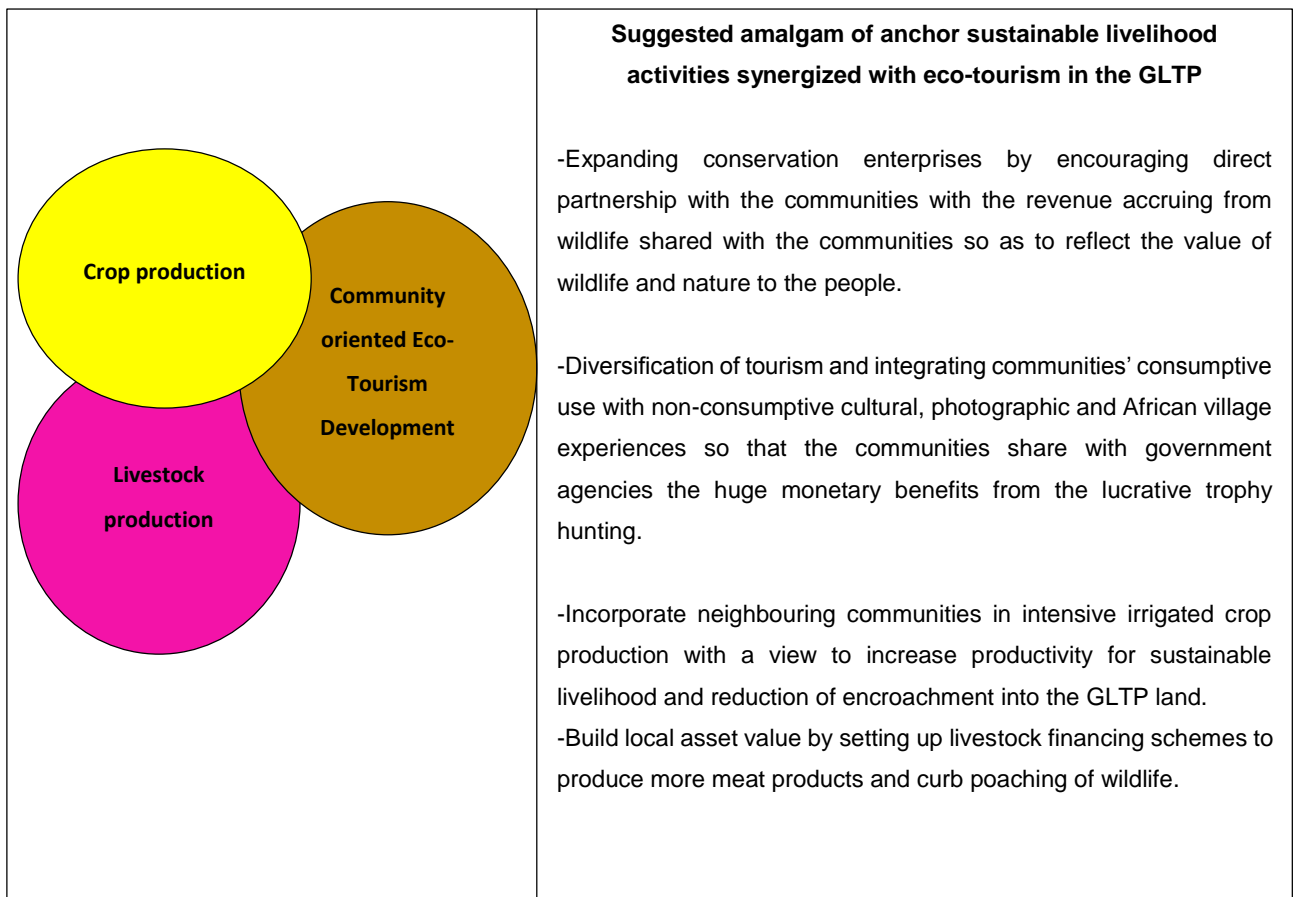 Crop production
Community
oriented Eco-
Tourism
Development
Livestock
production
Suggested amalgam of anchor sustainable livelihood
activities synergized with eco-tourism in the GLTP
-Expanding conservation enterprises by encouraging direct
partnership with the communities with the revenue accruing from
wildlife shared with the communities so as to reflect the value of
wildlife and nature to the people.
-Diversification of tourism and integrating communities’ consumptive
use with non-consumptive cultural, photographic and African village
experiences so that the communities share with government
agencies the huge monetary benefits from the lucrative trophy
hunting.
-Incorporate neighbouring communities in intensive irrigated crop
production with a view to increase productivity for sustainable
livelihood and reduction of encroachment into the GLTP land.
-Build local asset value by setting up livestock financing schemes to
produce more meat products and curb poaching of wildlife.